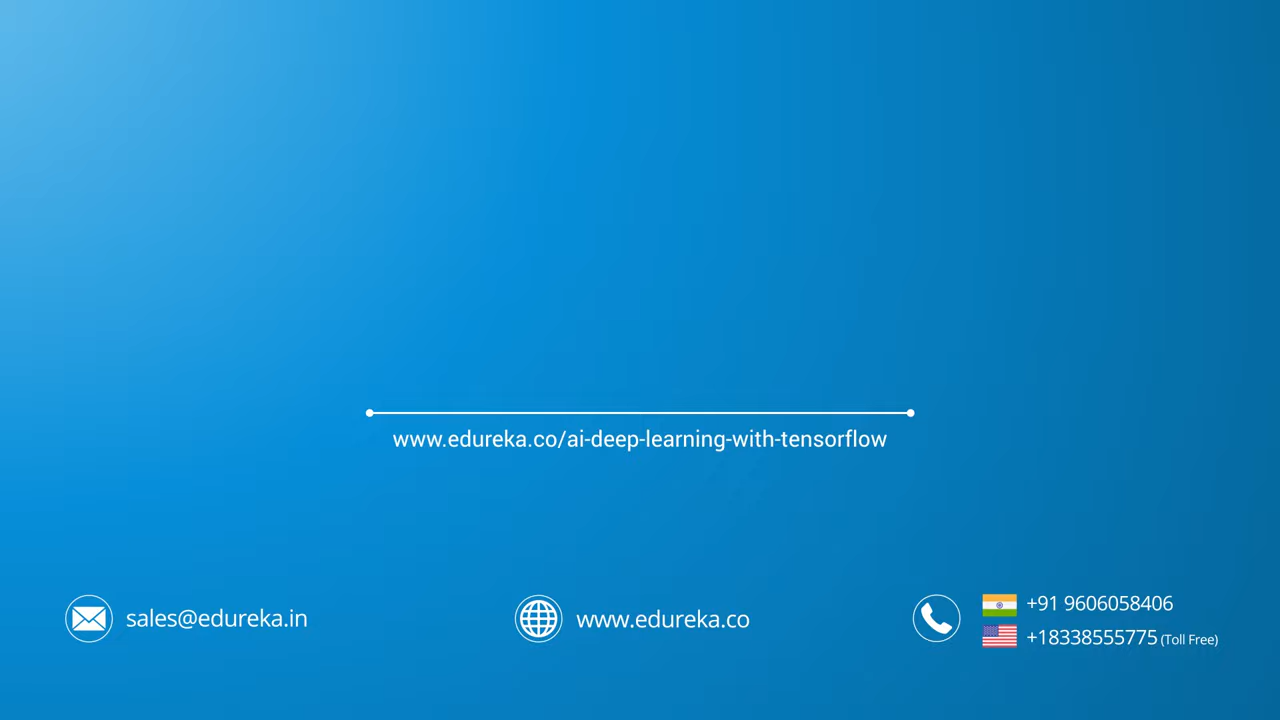 www.edureka.co/ai-deep-learning-with-tensorflow
sales@edureka.in
www.edureka.co
+91 9606058406
+18338555775 (Toll Free)